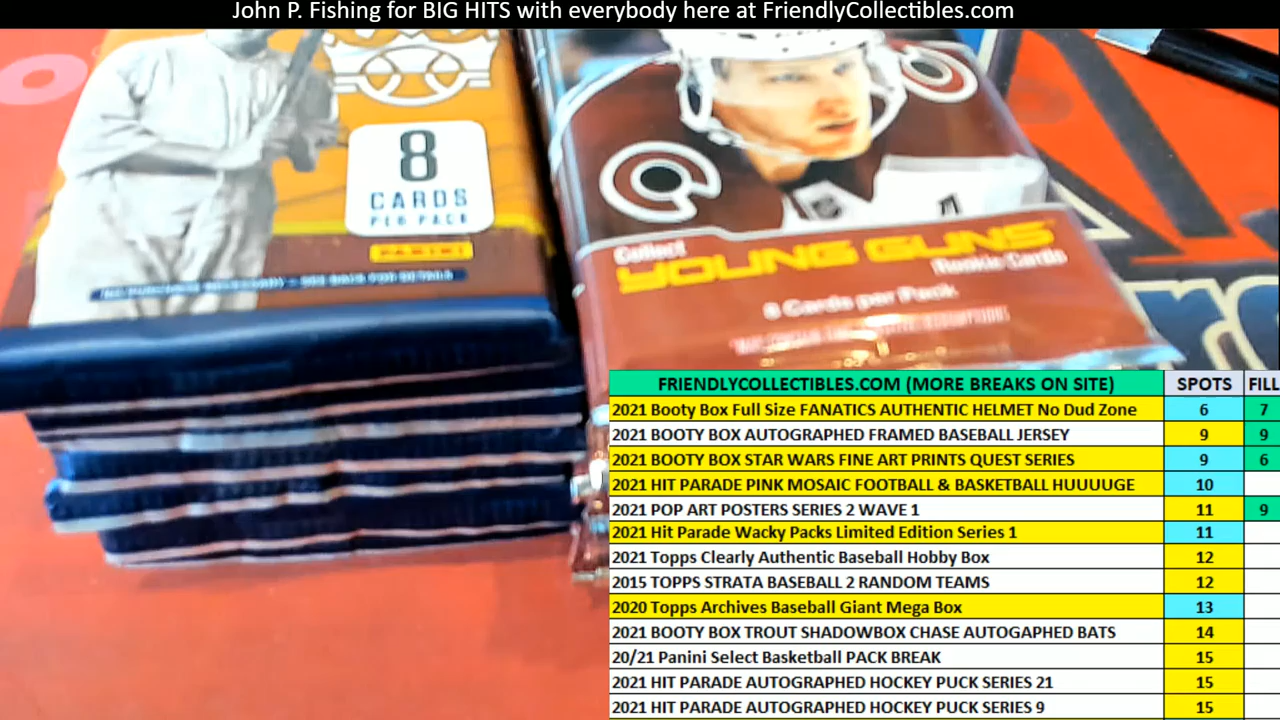 John P. Fishing for BIG HITS with everybody here at FriendlyCollectibles.com
8
CARDS
PER PACK
PANINI
NO PURCHASE NECESSARY - SEE BACK FOR DETAILS
Collect
YOUNG GUNS
Rookie Cards
8 Cards per Pack
FRIENDLYCOLLECTIBLES.COM (MORE BREAKS ON SITE) SPOTS FILL
2021 Booty Box Full Size FANATICS AUTHENTIC HELMET No Dud Zone 6 7
2021 BOOTY BOX AUTOGRAPHED FRAMED BASEBALL JERSEY 9 9
2021 BOOTY BOX STAR WARS FINE ART PRINTS QUEST SERIES 9 6
2021 HIT PARADE PINK MOSAIC FOOTBALL & BASKETBALL HUUUUGE 10
2021 POP ART POSTERS SERIES 2 WAVE 1 11 9
2021 Hit Parade Wacky Packs Limited Edition Series 1 11
2021 Topps Clearly Authentic Baseball Hobby Box 12
2015 TOPPS STRATA BASEBALL 2 RANDOM TEAMS 12
2020 Topps Archives Baseball Giant Mega Box 13
2021 BOOTY BOX TROUT SHADOWBOX CHASE AUTOGAPHED BATS 14
20/21 Panini Select Basketball PACK BREAK 15
2021 HIT PARADE AUTOGRAPHED HOCKEY PUCK SERIES 21 15
2021 HIT PARADE AUTOGRAPHED HOCKEY PUCK SERIES 9 15